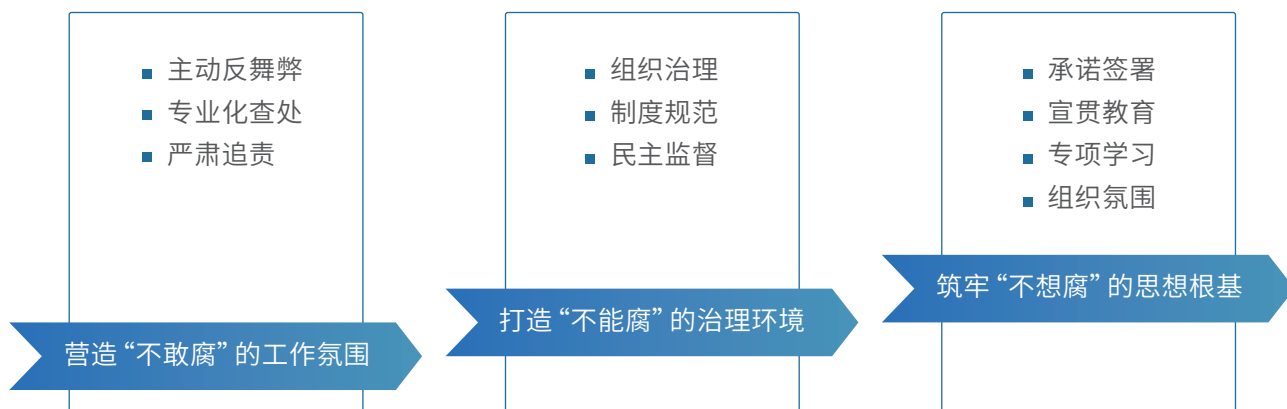 主动反舞弊
专业化查处
严肃追责
营造“不敢腐”的工作氛围
组织治理
制度规范
民主监督
打造“不能腐”的治理环境
承诺签署
宣贯教育
专项学习
组织氛围
筑牢“不想腐”的思想根基